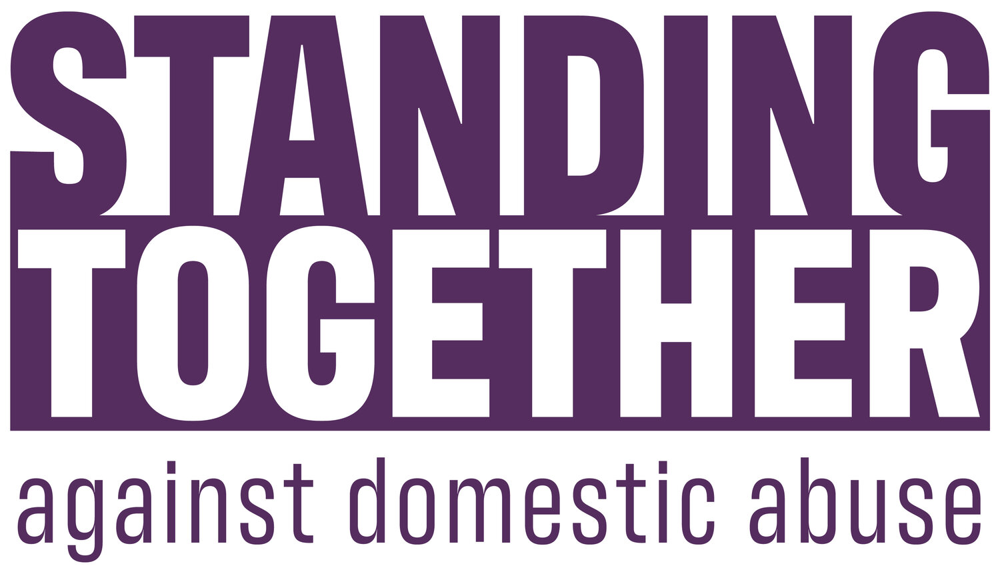 STANDING
TOGETHER
against domestic abuse